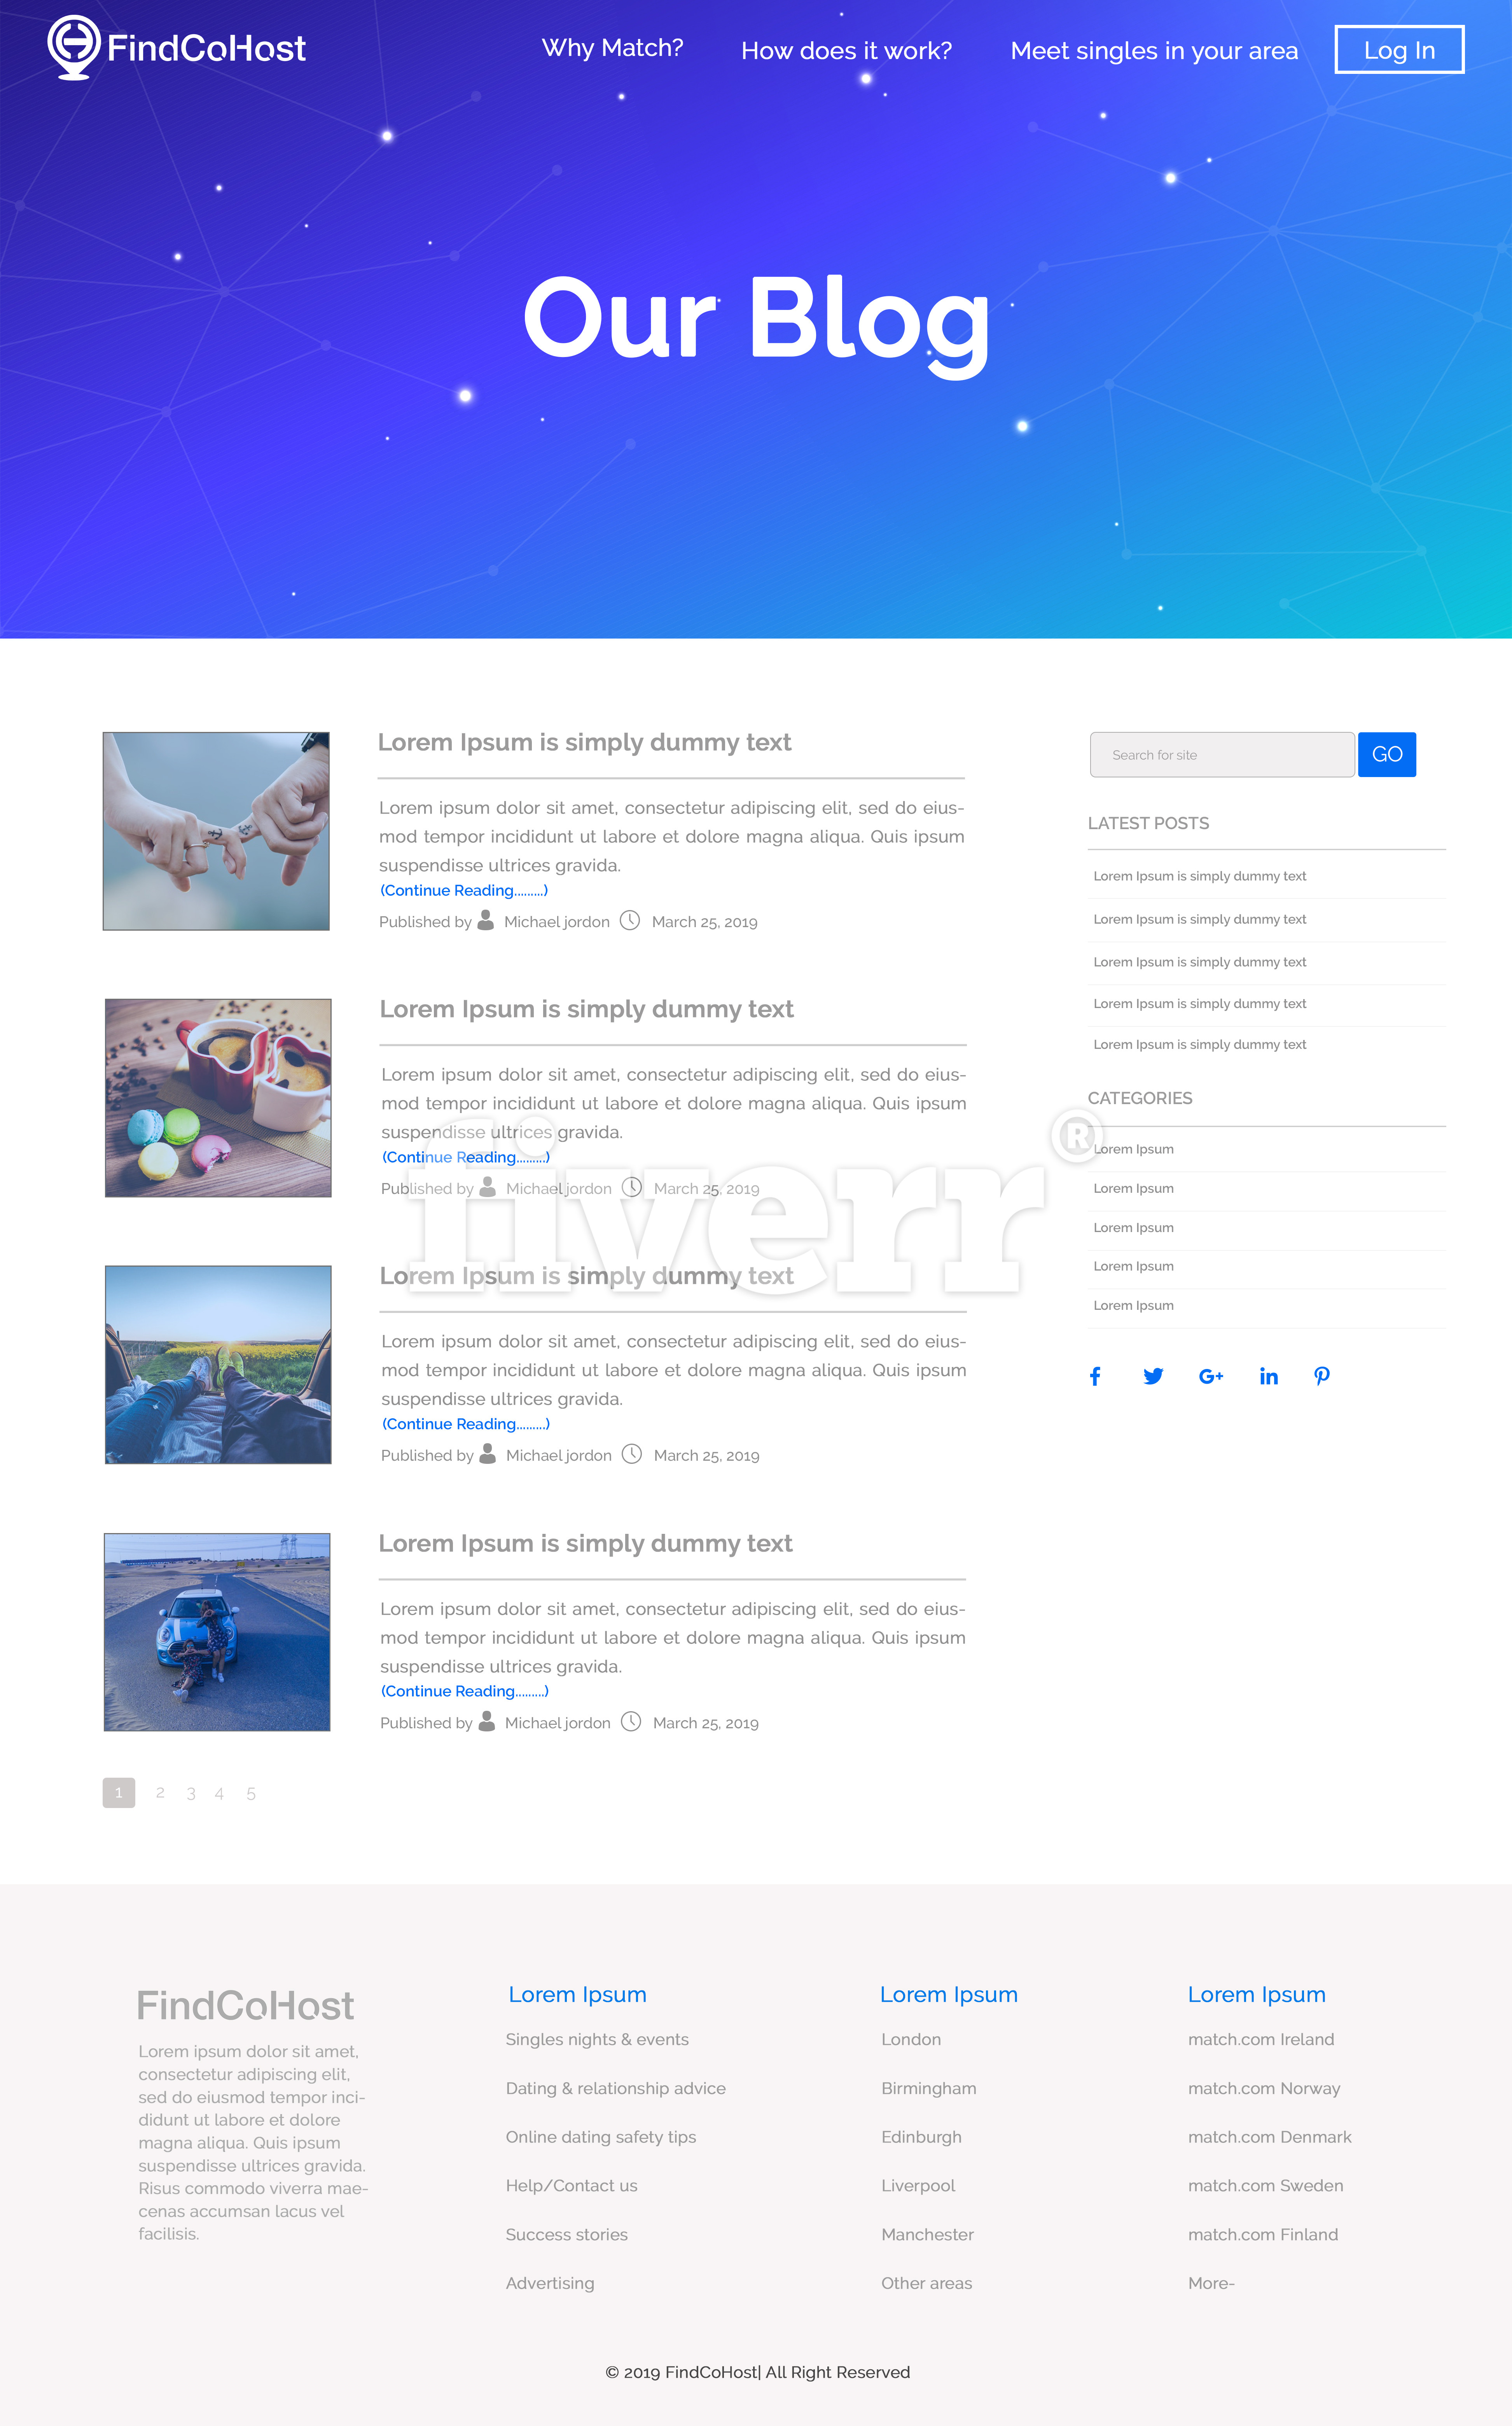 FindCoHost
Why Match?
How does it work?
Meet singles in your area
Log In
Our Blog
Lorem Ipsum is simply dummy text
Lorem ipsum dolor sit amet, consectetur adipiscing elit, sed do eius-
mod tempor incididunt ut labore et dolore magna aliqua. Quis ipsum
suspendisse ultrices gravida.
(Continue Reading.........)
Published by Michael jordon March 25, 2019
Lorem Ipsum is simply dummy text
Lorem ipsum dolor sit amet, consectetur adipiscing elit, sed do eius-
mod tempor incididunt ut labore et dolore magna aliqua. Quis ipsum
suspendisse ultrices gravida.
(Continue Reading.........)
Published by Michael jordon March 25, 2019
fiverr®
Lorem Ipsum is simply dummy text
Lorem ipsum dolor sit amet, consectetur adipiscing elit, sed do eius-
mod tempor incididunt ut labore et dolore magna aliqua. Quis ipsum
suspendisse ultrices gravida.
(Continue Reading.........)
Published by Michael jordon March 25, 2019
Lorem Ipsum is simply dummy text
Lorem ipsum dolor sit amet, consectetur adipiscing elit, sed do eius-
mod tempor incididunt ut labore et dolore magna aliqua. Quis ipsum
suspendisse ultrices gravida.
(Continue Reading.........)
Published by Michael jordon March 25, 2019
1 2 3 4 5
Search for site
GO
LATEST POSTS
Lorem Ipsum is simply dummy text
Lorem Ipsum is simply dummy text
Lorem Ipsum is simply dummy text
Lorem Ipsum is simply dummy text
Lorem Ipsum is simply dummy text
CATEGORIES
Lorem Ipsum
Lorem Ipsum
Lorem Ipsum
Lorem Ipsum
Lorem Ipsum
f G+ in
FindCoHost
Lorem ipsum dolor sit amet,
consectetur adipiscing elit,
sed do eiusmod tempor inci-
didunt ut labore et dolore
magna aliqua. Quis ipsum
suspendisse ultrices gravida.
Risus commodo viverra mae-
cenas accumsan lacus vel
facilisis.
Lorem Ipsum
Singles nights & events
Dating & relationship advice
Online dating safety tips
Help/Contact us
Success stories
Advertising
Lorem Ipsum
London
Birmingham
Edinburgh
Liverpool
Manchester
Other areas
Lorem Ipsum
match.com Ireland
match.com Norway
match.com Denmark
match.com Sweden
match.com Finland
More-
© 2019 FindCoHost| All Right Reserved